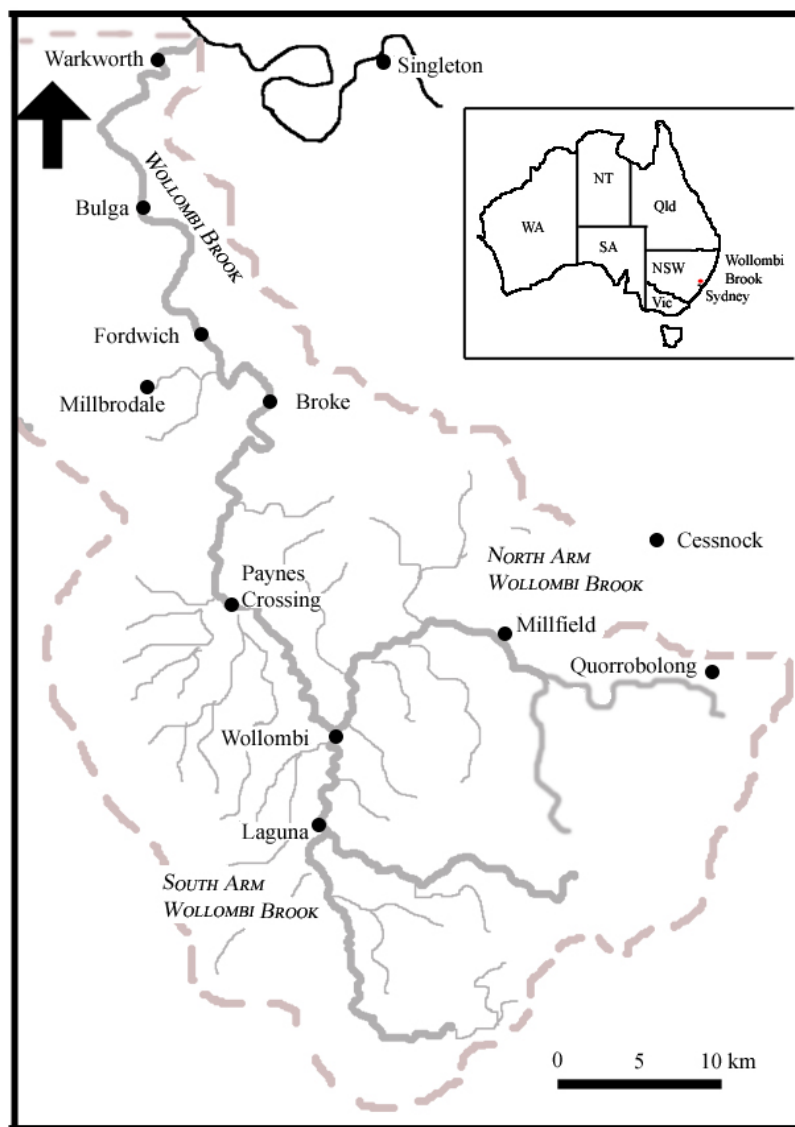 Warkworth
Singleton
WOLLOMBI BROOK
Bulga
NT
Qld
WA
SA
NSW
Wollombi
Brook
Vic
Sydney
Fordwich
Millbrodale
Broke
Cessnock
NORTH ARM
WOLLOMBI BROOK
Paynes
Crossing
Millfield
Quorrobolong
Wollombi
Laguna
SOUTH ARM
WOLLOMBI BROOK
0 5 10 km